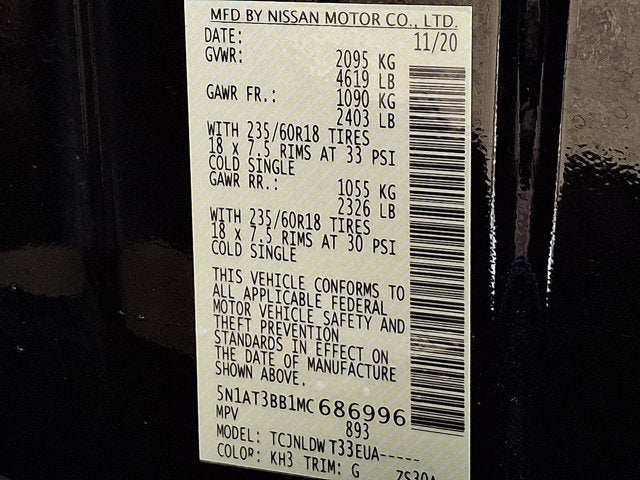 MFD BY NISSAN MOTOR CO., LTD.
DATE: 11/20
GVWR: 2095 KG
4619 LB
GAWR FR.: 1090 KG
2403 LB
WITH 235/60R18 TIRES
18 x 7.5 RIMS AT 33 PSI
COLD SINGLE
GAWR RR.: 1055 KG
2326 LB
WITH 235/60R18 TIRES
18 x 7.5 RIMS AT 30 PSI
COLD SINGLE
THIS VEHICLE CONFORMS TO
ALL APPLICABLE FEDERAL
MOTOR VEHICLE SAFETY AND
THEFT PREVENTION
STANDARDS IN EFFECT ON
THE DATE OF MANUFACTURE
SHOWN ABOVE.
5N1AT3BB1MC686996
MPV 893
MODEL: TCJNLDW T33EUA-----
COLOR: KH3 TRIM: G